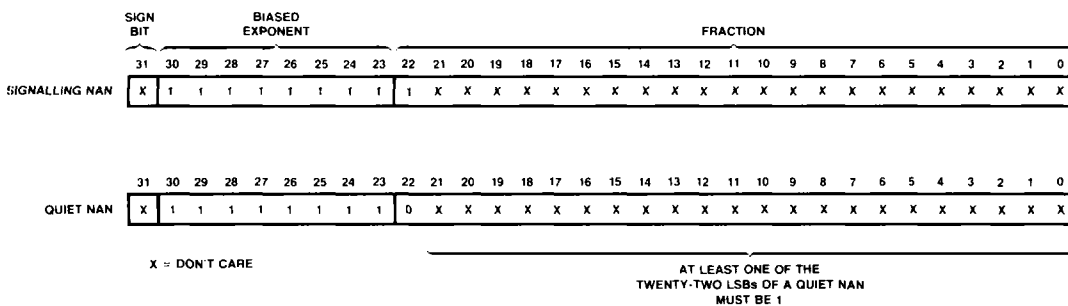 SIGN
BIT
BIASED
EXPONENT
FRACTION
31 30 29 28 27 26 25 24 23 22 21 20 19 18 17 16 15 14 13 12 11 10 9 8 7 6 5 4 3 2 1 0
SIGNALLING NAN X 1 1 1 1 1 1 1 1 1 X X X X X X X X X X X X X X X X X X X X X X
31 30 29 28 27 26 25 24 23 22 21 20 19 18 17 16 15 14 13 12 11 10 9 8 7 6 5 4 3 2 1 0
QUIET NAN X 1 1 1 1 1 1 1 1 0 X X X X X X X X X X X X X X X X X X X X X X
X = DON'T CARE
AT LEAST ONE OF THE
TWENTY-TWO LSBs OF A QUIET NAN
MUST BE 1